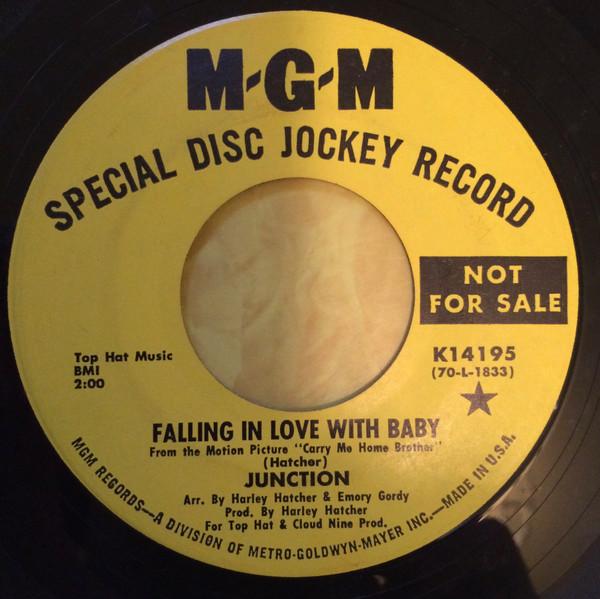 M-G-M
SPECIAL DISC JOCKEY RECORD
NOT
FOR SALE
Top Hat Music
BMI
2:00
K14195
(70-L-1833)
FALLING IN LOVE WITH BABY
From the Motion Picture "Carry Me Home Brother"
(Hatcher)
JUNCTION
Arr. By Harley Hatcher & Emory Gordy
Prod. By Harley Hatcher
For Top Hat & Cloud Nine Prod.
MGM RECORDS—A DIVISION OF METRO-GOLDWYN-MAYER INC.—MADE IN U.S.A.